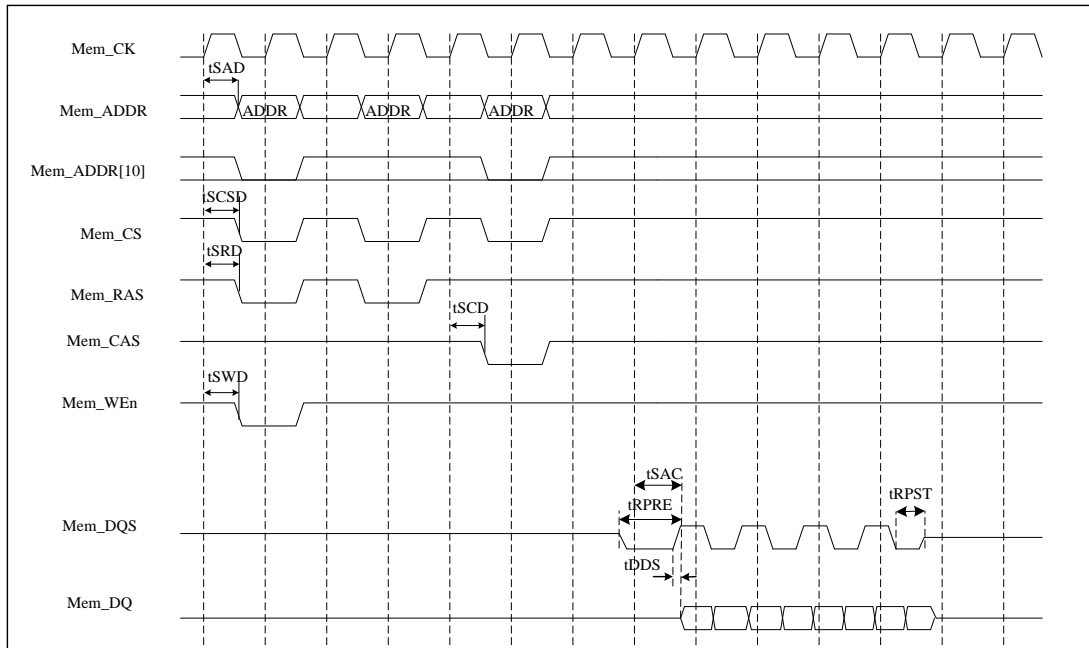 Mem_CK
tSAD
Mem_ADDR
ADDR
ADDR
ADDR
Mem_ADDR[10]
tSCSD
Mem_CS
tSRD
Mem_RAS
tSCD
Mem_CAS
tSWD
Mem_WEn
tSAC
tRPRE
tRPST
Mem_DQS
tDDS
Mem_DQ